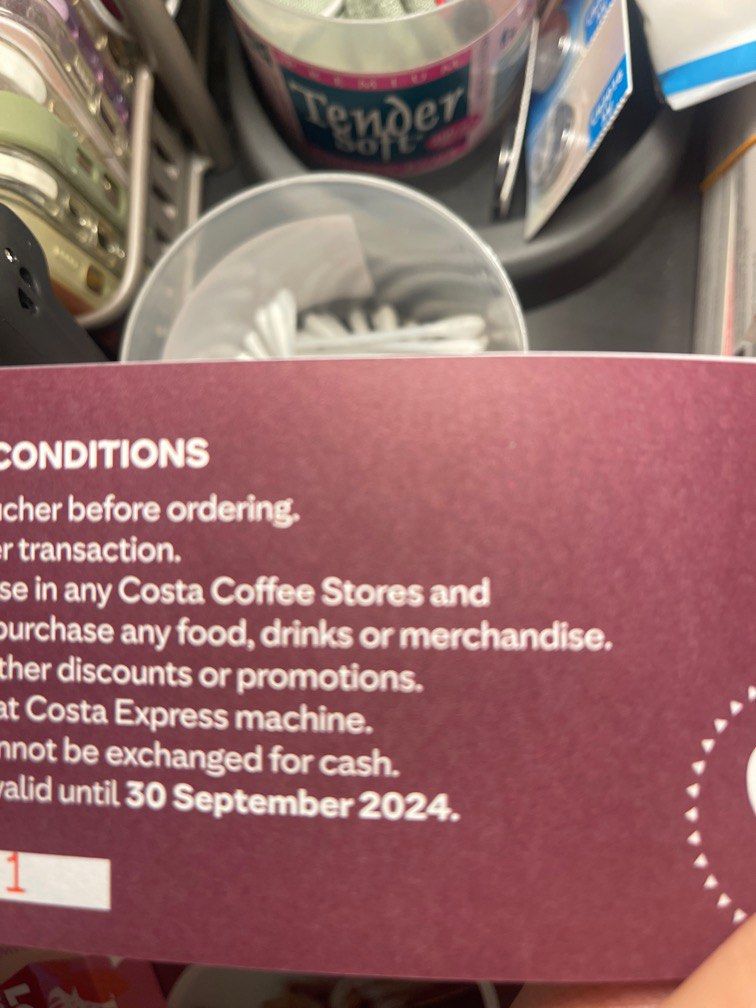 PREMIUM
Tender
Soft
CONDITIONS
ucher before ordering.
er transaction.
se in any Costa Coffee Stores and
purchase any food, drinks or merchandise.
ther discounts or promotions.
at Costa Express machine.
nnot be exchanged for cash.
valid until 30 September 2024.
1